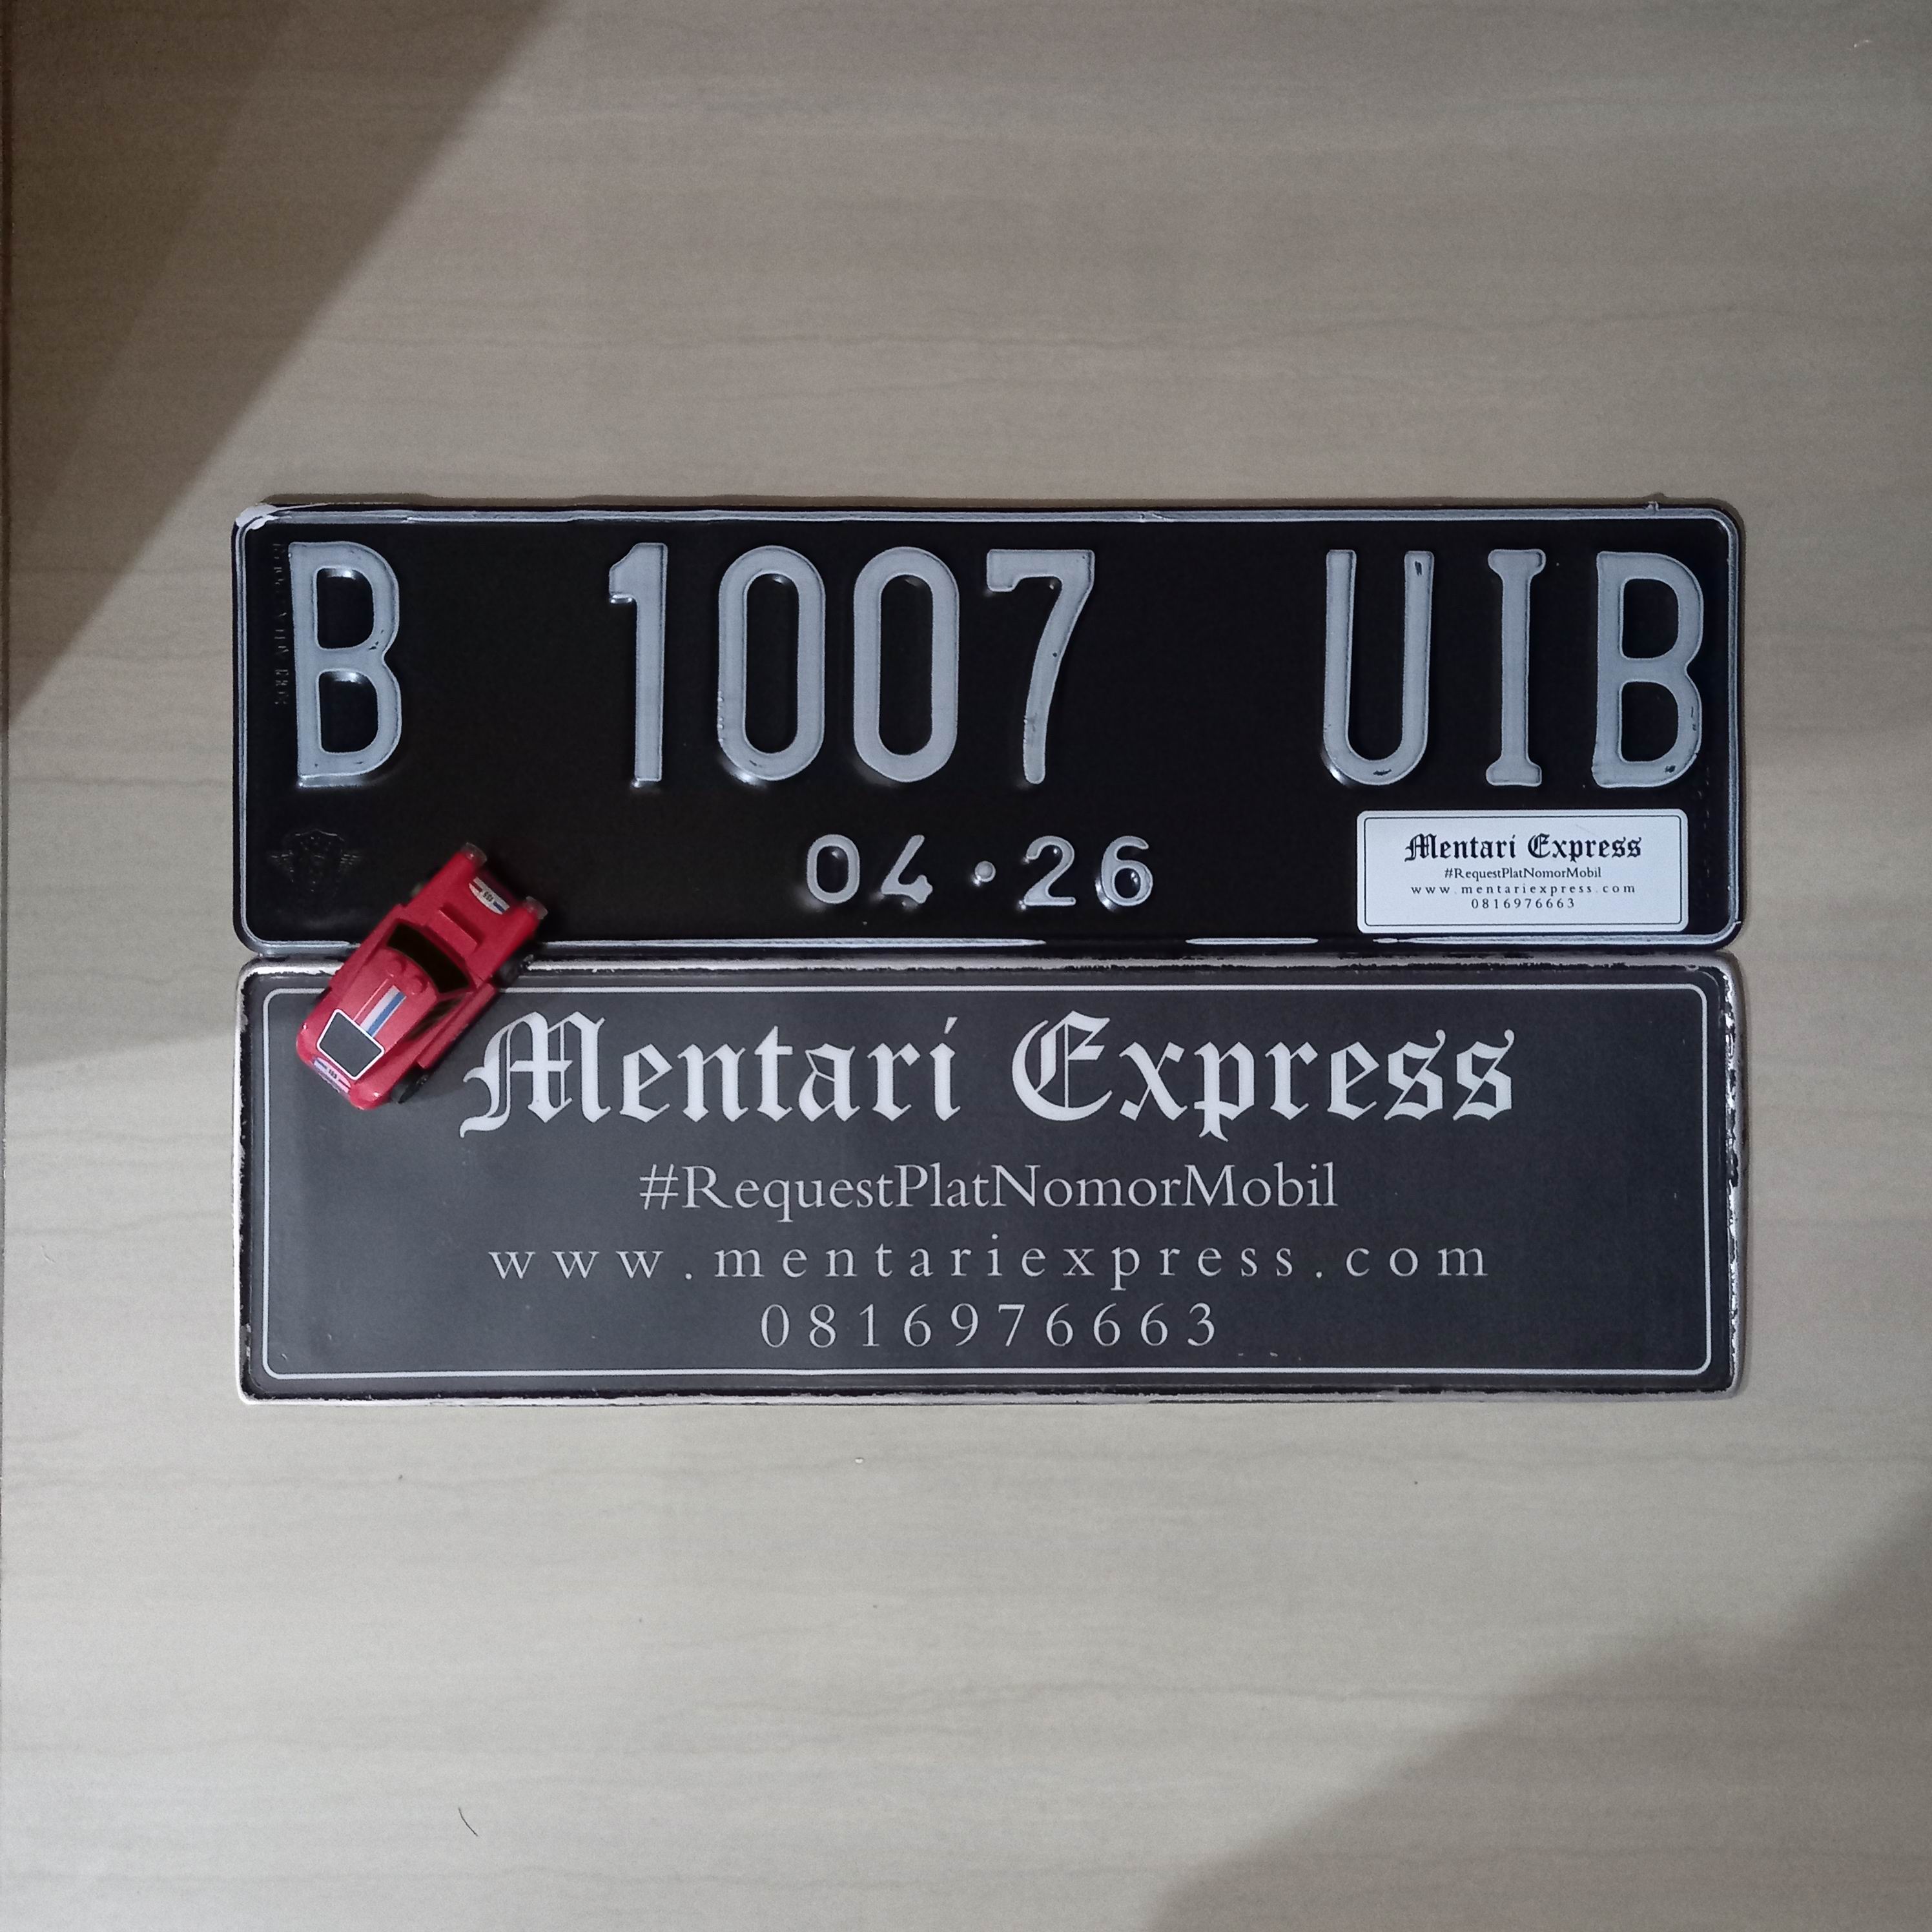 B 1007 UIB
04·26
Mentari Express
#RequestPlatNomorMobil
www.mentariexpress.com
0816976663
Mentari Express
#RequestPlatNomorMobil
www.mentariexpress.com
0816976663